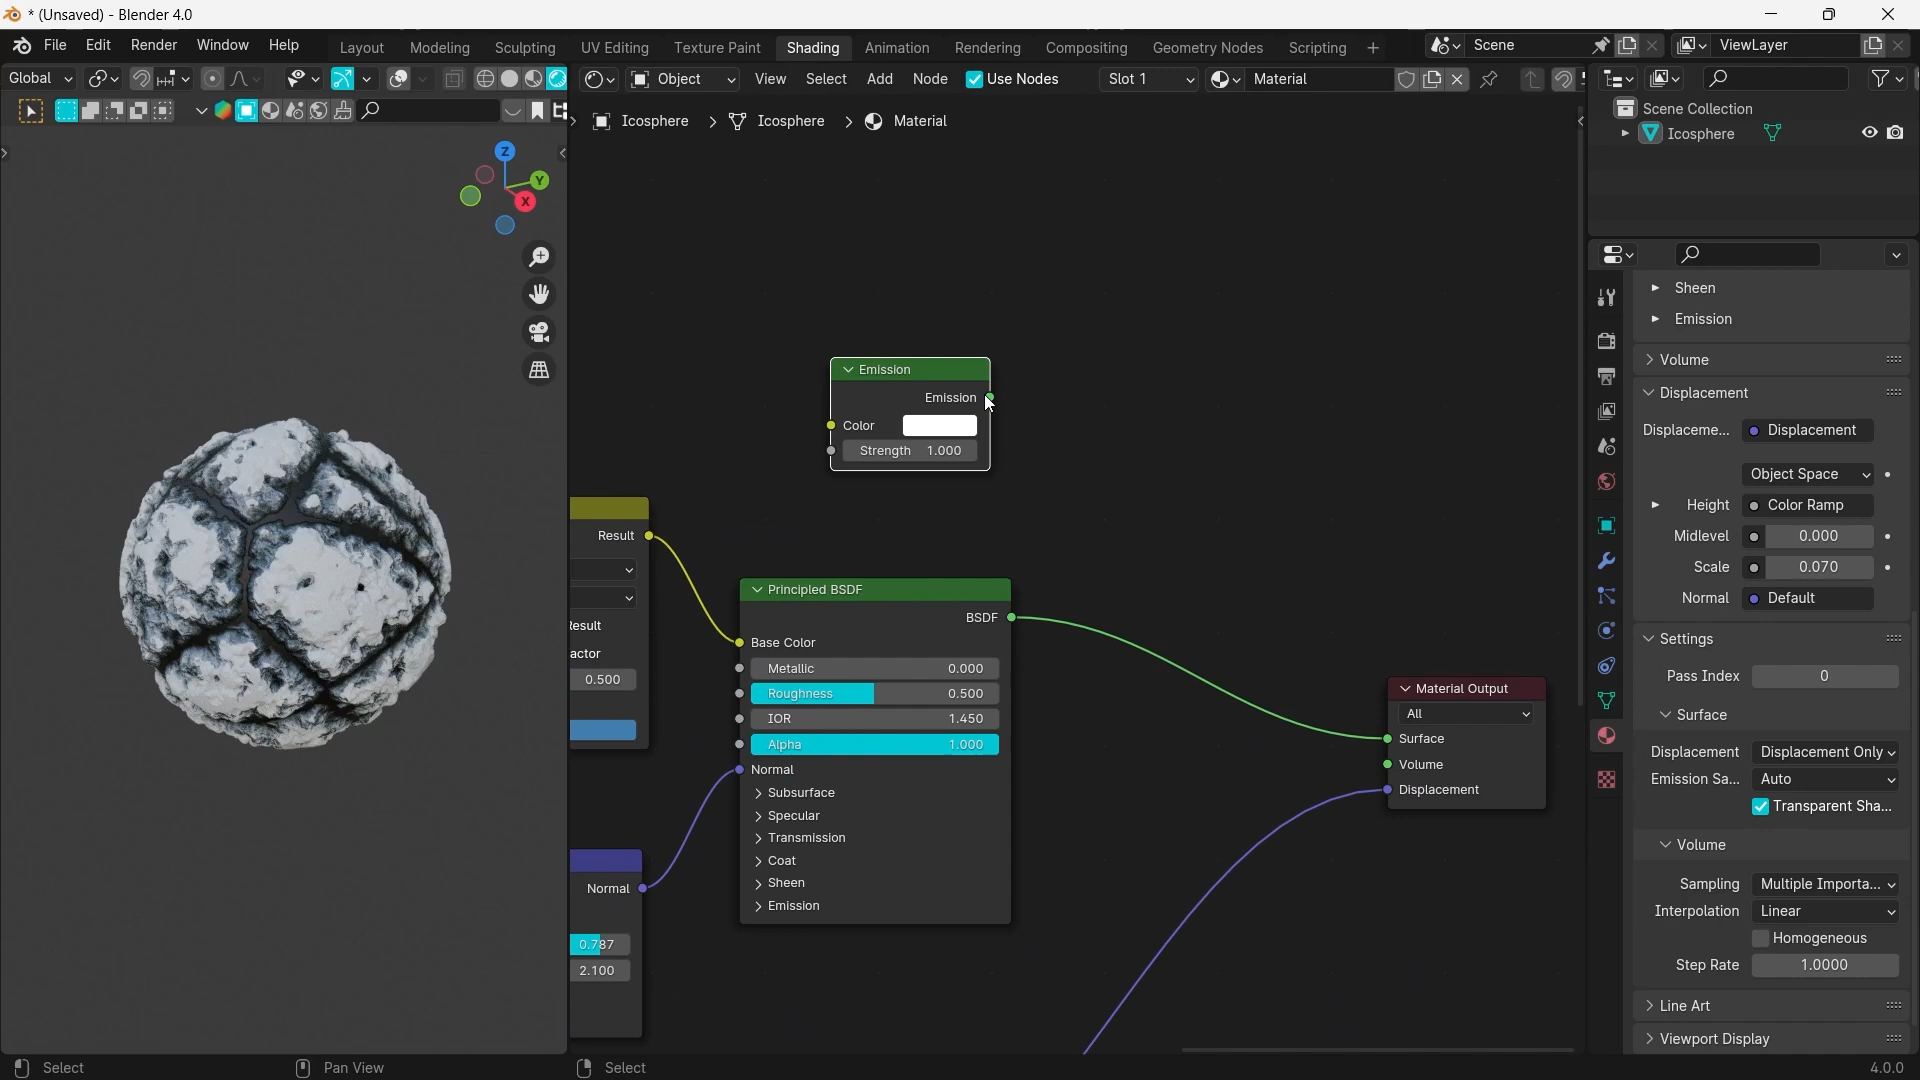 * (Unsaved) - Blender 4.0
File Edit Render Window Help Layout Modeling Sculpting UV Editing Texture Paint Shading Animation Rendering Compositing Geometry Nodes Scripting + Scene ViewLayer
Global Object View Select Add Node Use Nodes Slot 1 Material
Icosphere > Icosphere > Material
Scene Collection
Icosphere
Z
Y
X
Emission
Emission
Color
Strength 1.000
Result
Result
actor
0.500
Normal
0.787
2.100
Principled BSDF
BSDF
Base Color
Metallic 0.000
Roughness 0.500
IOR 1.450
Alpha 1.000
Normal
Subsurface
Specular
Transmission
Coat
Sheen
Emission
Material Output
All
Surface
Volume
Displacement
Sheen
Emission
Volume
Displacement
Displaceme... Displacement
Object Space
Height Color Ramp
Midlevel 0.000
Scale 0.070
Normal Default
Settings
Pass Index 0
Surface
Displacement Displacement Only
Emission Sa... Auto
Transparent Sha...
Volume
Sampling Multiple Importa...
Interpolation Linear
Homogeneous
Step Rate 1.0000
Line Art
Viewport Display
Select Pan View Select 4.0.0